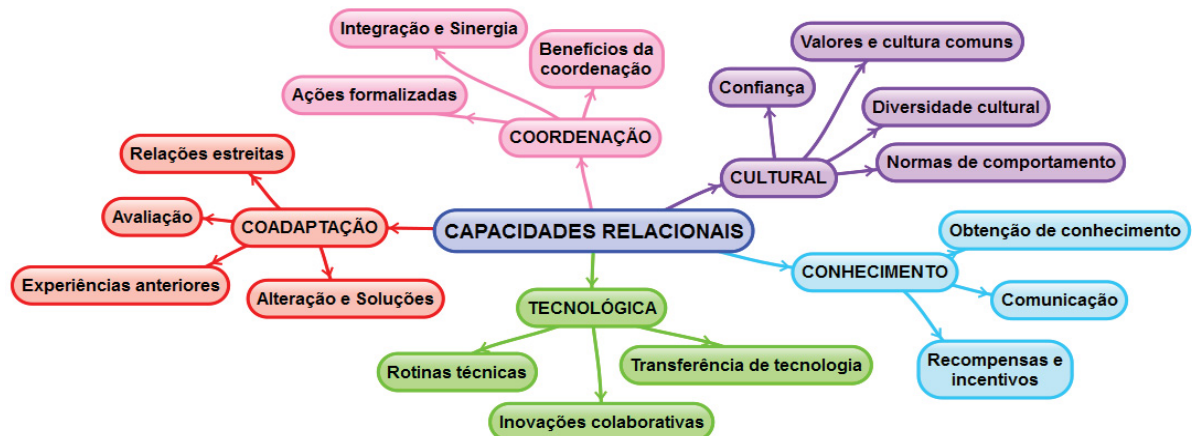 Integração e Sinergia
Benefícios da
coordenação
Ações formalizadas
COORDENAÇÃO
Valores e cultura comuns
Confiança
Diversidade cultural
Normas de comportamento
CULTURAL
Relações estreitas
Avaliação
COADAPTAÇÃO
Experiências anteriores
Alteração e Soluções
CAPACIDADES RELACIONAIS
Obtenção de conhecimento
CONHECIMENTO
Comunicação
Recompensas e
incentivos
TECNOLÓGICA
Rotinas técnicas
Transferência de tecnologia
Inovações colaborativas